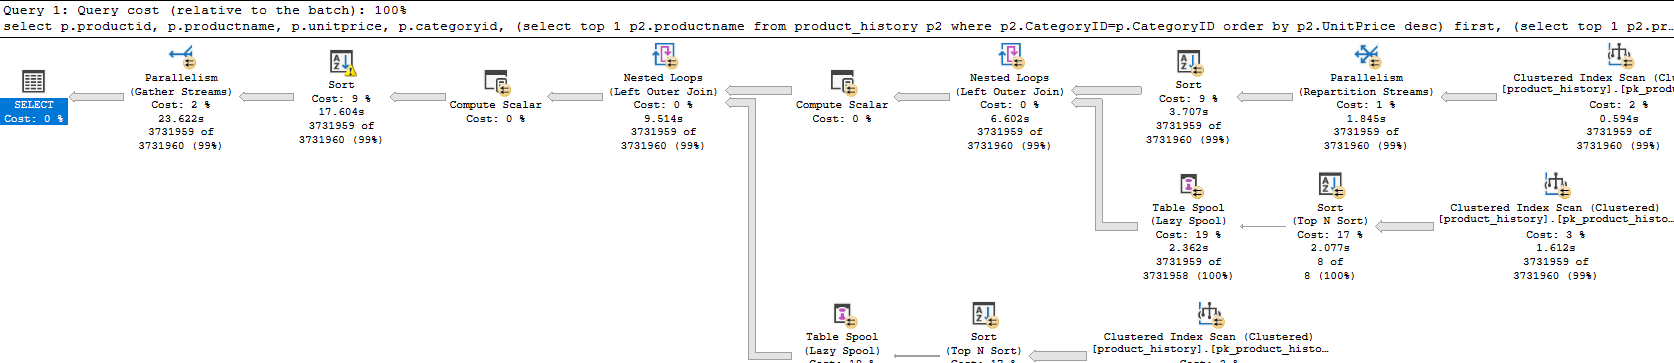 Query 1: Query cost (relative to the batch): 100%
select p.productid, p.productname, p.unitprice, p.categoryid, (select top 1 p2.productname from product_history p2 where p2.CategoryID=p.CategoryID order by p2.UnitPrice desc) first, (select top 1 p2.pr…
SELECT
Cost: 0 %
Parallelism
(Gather Streams)
Cost: 2 %
23.622s
3731959 of
3731960 (99%)
Sort
Cost: 9 %
17.604s
3731959 of
3731960 (99%)
Compute Scalar
Cost: 0 %
Nested Loops
(Left Outer Join)
Cost: 0 %
9.514s
3731959 of
3731960 (99%)
Compute Scalar
Cost: 0 %
Nested Loops
(Left Outer Join)
Cost: 0 %
6.602s
3731959 of
3731960 (99%)
Sort
Cost: 9 %
3.707s
3731959 of
3731960 (99%)
Parallelism
(Repartition Streams)
Cost: 1 %
1.845s
3731959 of
3731960 (99%)
Clustered Index Scan (Cl
[product_history].[pk_produ
Cost: 2 %
0.594s
3731959 of
3731960 (99%)
Table Spool
(Lazy Spool)
Cost: 19 %
2.362s
3731959 of
3731958 (100%)
Sort
(Top N Sort)
Cost: 17 %
2.077s
8 of
8 (100%)
Clustered Index Scan (Clustered)
[product_history].[pk_product_histo…
Cost: 3 %
1.612s
3731959 of
3731960 (99%)
Table Spool
(Lazy Spool)
Sort
(Top N Sort)
Clustered Index Scan (Clustered)
[product_history].[pk_product_histo…